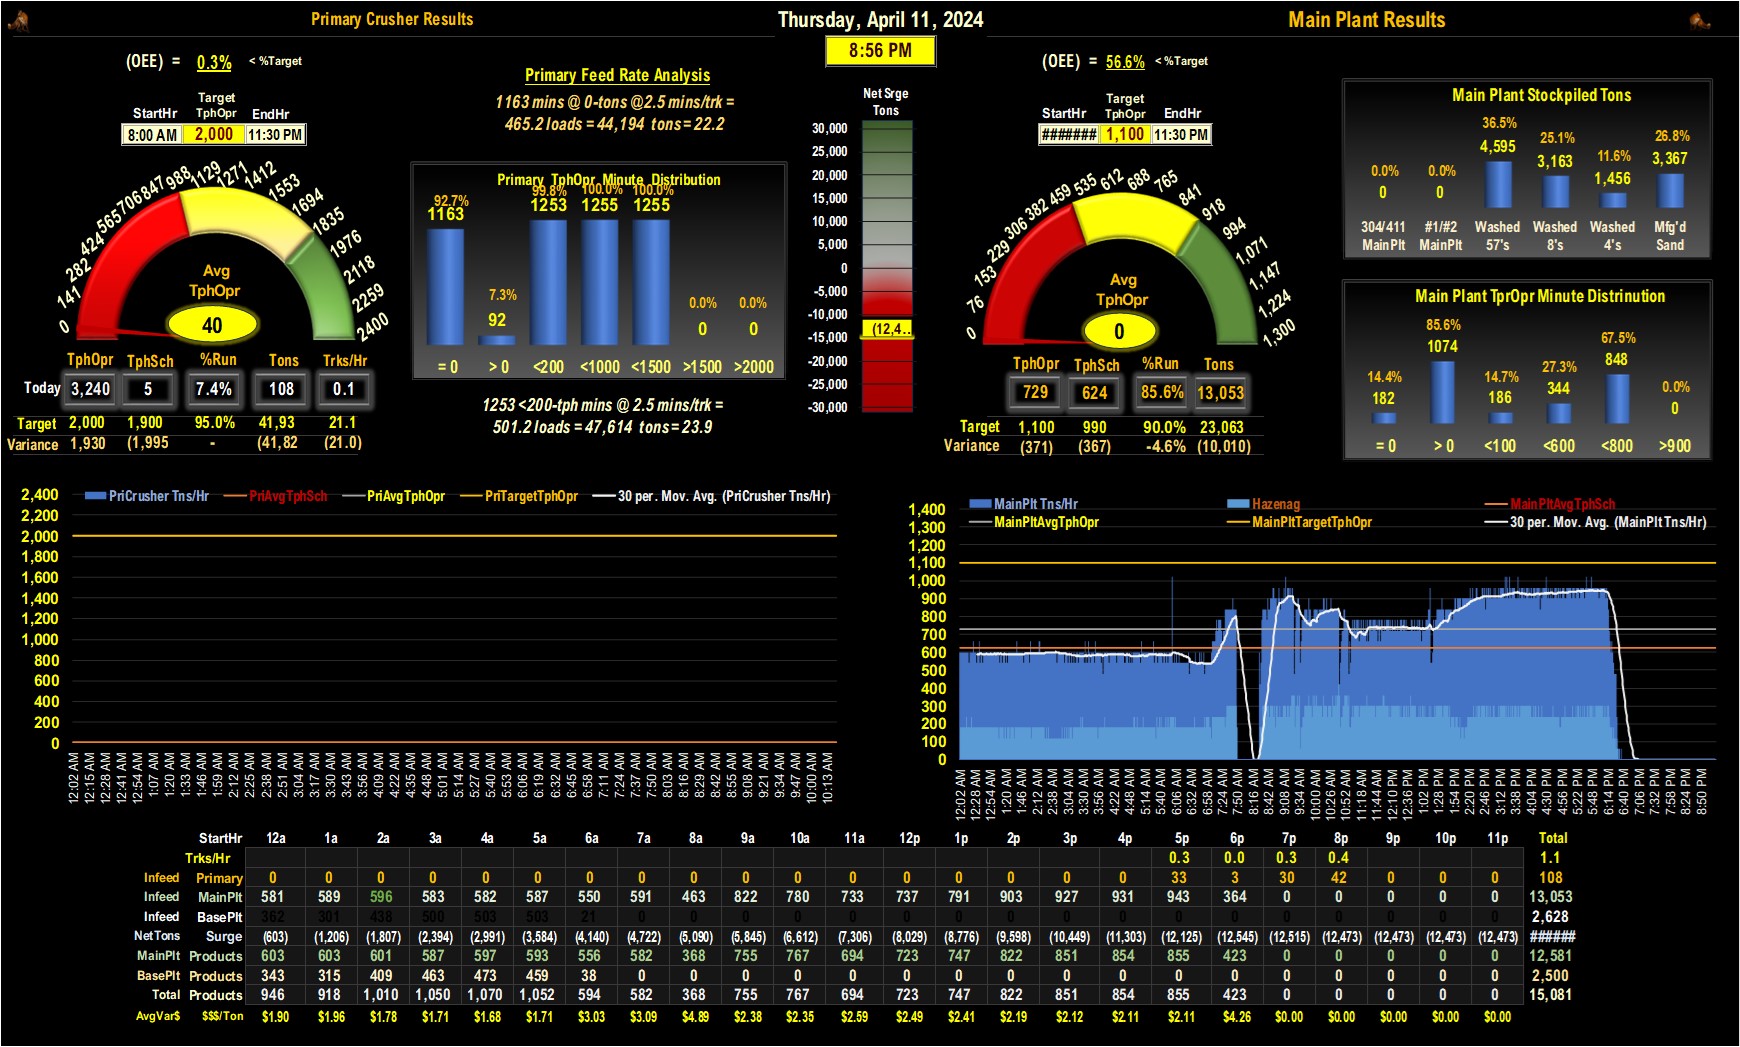 Primary Crusher Results
Thursday, April 11, 2024
Main Plant Results
8:56 PM
(OEE) = 0.3% < %Target
Target
StartHr TphOpr EndHr
8:00 AM 2,000 11:30 PM
0 141 282 424 565 706 847 988 1129 1271 1412 1553 1694 1835 1976 2118 2259 2400
Avg
TphOpr
40
TphOpr TphSch %Run Tons Trks/Hr
Today 3,240 5 7.4% 108 0.1
Target 2,000 1,900 95.0% 41,93 21.1
Variance 1,930 (1,995 - (41,82 (21.0)
Primary Feed Rate Analysis
1163 mins @ 0-tons @2.5 mins/trk =
465.2 loads = 44,194 tons = 22.2
Primary TphOpr Minute Distribution
92.7% 7.3% 99.8% 100.0% 100.0% 0.0% 0.0%
1163 92 1253 1255 1255 0 0
= 0 > 0 <200 <1000 <1500 >1500 >2000
1253 <200-tph mins @ 2.5 mins/trk =
501.2 loads = 47,614 tons = 23.9
Net Srge
Tons
30,000
25,000
20,000
15,000
10,000
5,000
0
-5,000
-10,000
(12,4..
-15,000
-20,000
-25,000
-30,000
(OEE) = 56.6% < %Target
Target
StartHr TphOpr EndHr
####### 1,100 11:30 PM
0 76 153 229 306 382 459 535 612 688 765 841 918 994 1,071 1,147 1,224 1,300
Avg
TphOpr
0
TphOpr TphSch %Run Tons
729 624 85.6% 13,053
Target 1,100 990 90.0% 23,063
Variance (371) (367) -4.6% (10,010)
Main Plant Stockpiled Tons
0.0% 0.0% 36.5% 25.1% 11.6% 26.8%
0 0 4,595 3,163 1,456 3,367
304/411 #1/#2 Washed Washed Washed Mfg'd
MainPlt MainPlt 57's 8's 4's Sand
Main Plant TprOpr Minute Distrinution
14.4% 85.6% 14.7% 27.3% 67.5% 0.0%
182 1074 186 344 848 0
= 0 > 0 <100 <600 <800 >900
PriCrusher Tns/Hr PriAvgTphSch PriAvgTphOpr PriTargetTphOpr 30 per. Mov. Avg. (PriCrusher Tns/Hr)
2,400
2,200
2,000
1,800
1,600
1,400
1,200
1,000
800
600
400
200
0
12:02 AM 12:15 AM 12:28 AM 12:41 AM 12:54 AM 1:07 AM 1:20 AM 1:33 AM 1:46 AM 1:59 AM 2:12 AM 2:25 AM 2:38 AM 2:51 AM 3:04 AM 3:17 AM 3:30 AM 3:43 AM 3:56 AM 4:09 AM 4:22 AM 4:35 AM 4:48 AM 5:01 AM 5:14 AM 5:27 AM 5:40 AM 5:53 AM 6:06 AM 6:19 AM 6:32 AM 6:45 AM 6:58 AM 7:11 AM 7:24 AM 7:37 AM 7:50 AM 8:03 AM 8:16 AM 8:29 AM 8:42 AM 8:55 AM 9:08 AM 9:21 AM 9:34 AM 9:47 AM 10:00 AM 10:13 AM
MainPlt Tns/Hr Hazenag MainPltAvgTphSch
MainPltAvgTphOpr MainPltTargetTphOpr 30 per. Mov. Avg. (MainPlt Tns/Hr)
1,400
1,300
1,200
1,100
1,000
900
800
700
600
500
400
300
200
100
0
12:02 AM 12:28 AM 12:54 AM 1:20 AM 1:46 AM 2:12 AM 2:38 AM 3:04 AM 3:30 AM 3:56 AM 4:22 AM 4:48 AM 5:14 AM 5:40 AM 6:06 AM 6:32 AM 6:58 AM 7:24 AM 7:50 AM 8:16 AM 8:42 AM 9:08 AM 9:34 AM 10:00 AM 10:26 AM 10:52 AM 11:18 AM 11:44 AM 12:10 PM 12:36 PM 1:02 PM 1:28 PM 1:54 PM 2:20 PM 2:46 PM 3:12 PM 3:38 PM 4:04 PM 4:30 PM 4:56 PM 5:22 PM 5:48 PM 6:14 PM 6:40 PM 7:06 PM 7:32 PM 7:58 PM 8:24 PM 8:50 PM
StartHr 12a 1a 2a 3a 4a 5a 6a 7a 8a 9a 10a 11a 12p 1p 2p 3p 4p 5p 6p 7p 8p 9p 10p 11p Total
Trks/Hr 0.3 0.0 0.3 0.4 1.1
Infeed Primary 0 0 0 0 0 0 0 0 0 0 0 0 0 0 0 0 0 33 3 30 42 0 0 0 108
Infeed MainPlt 581 589 596 583 582 587 550 591 463 822 780 733 737 791 903 927 931 943 364 0 0 0 0 0 13,053
Infeed BasePlt 362 301 438 500 503 503 21 0 0 0 0 0 0 0 0 0 0 0 0 0 0 0 0 0 2,628
NetTons Surge (603) (1,206) (1,807) (2,394) (2,991) (3,584) (4,140) (4,722) (5,090) (5,845) (6,612) (7,306) (8,029) (8,776) (9,598) (10,449) (11,303) (12,125) (12,545) (12,515) (12,473) (12,473) (12,473) (12,473) ######
MainPlt Products 603 603 601 587 597 593 556 582 368 755 767 694 723 747 822 851 854 855 423 0 0 0 0 0 12,581
BasePlt Products 343 315 409 463 473 459 38 0 0 0 0 0 0 0 0 0 0 0 0 0 0 0 0 0 2,500
Total Products 946 918 1,010 1,050 1,070 1,052 594 582 368 755 767 694 723 747 822 851 854 855 423 0 0 0 0 0 15,081
AvgVar$ $$$/Ton $1.90 $1.96 $1.78 $1.71 $1.68 $1.71 $3.03 $3.09 $4.89 $2.38 $2.35 $2.59 $2.49 $2.41 $2.19 $2.12 $2.11 $2.11 $4.26 $0.00 $0.00 $0.00 $0.00 $0.00